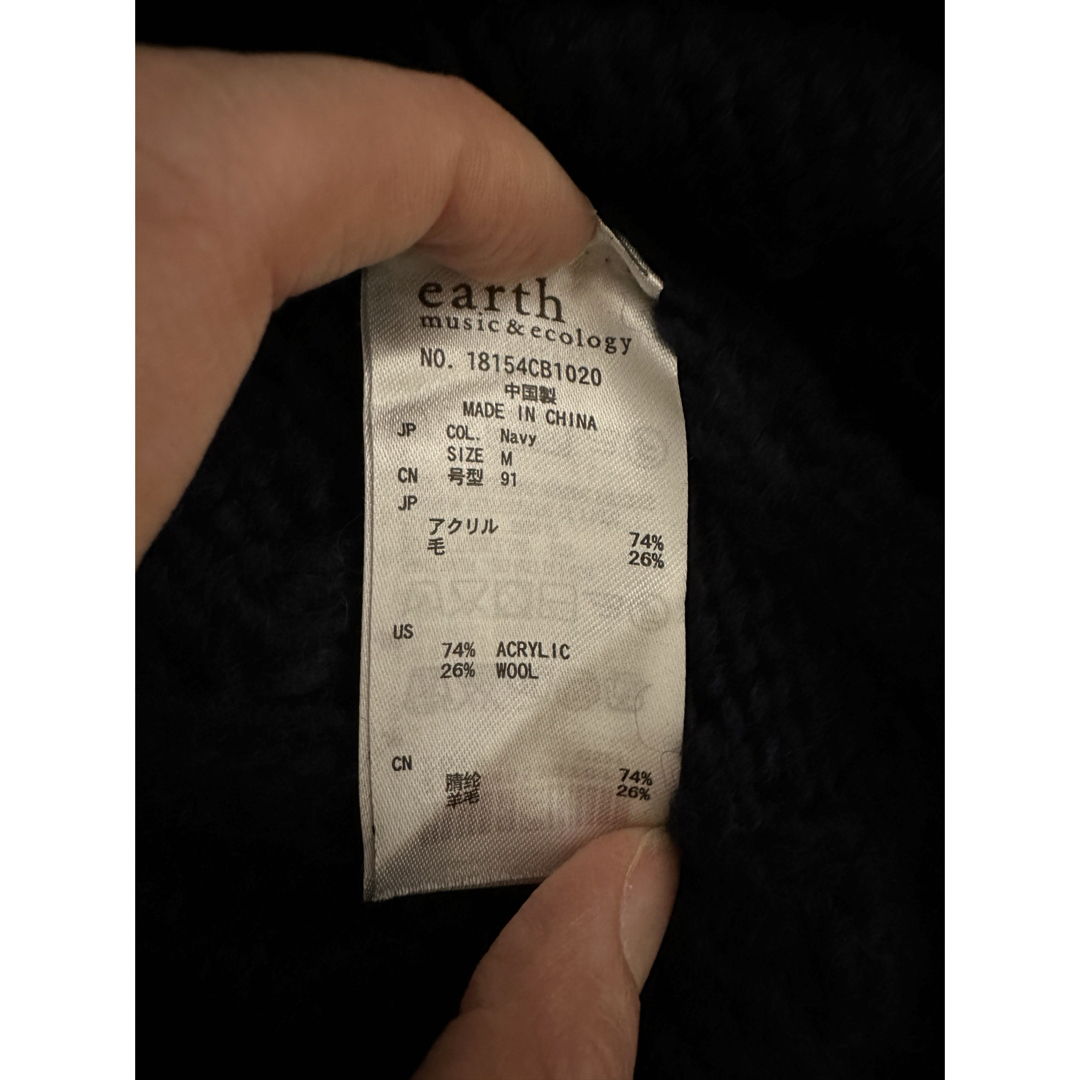 earth
music&ecology
NO. 18154CB1020
中国製
MADE IN CHINA
JP COL. Navy
SIZE M
CN 号型 91
JP
アクリル 74%
毛 26%
US
74% ACRYLIC
26% WOOL
CN
腈纶 74%
羊毛 26%